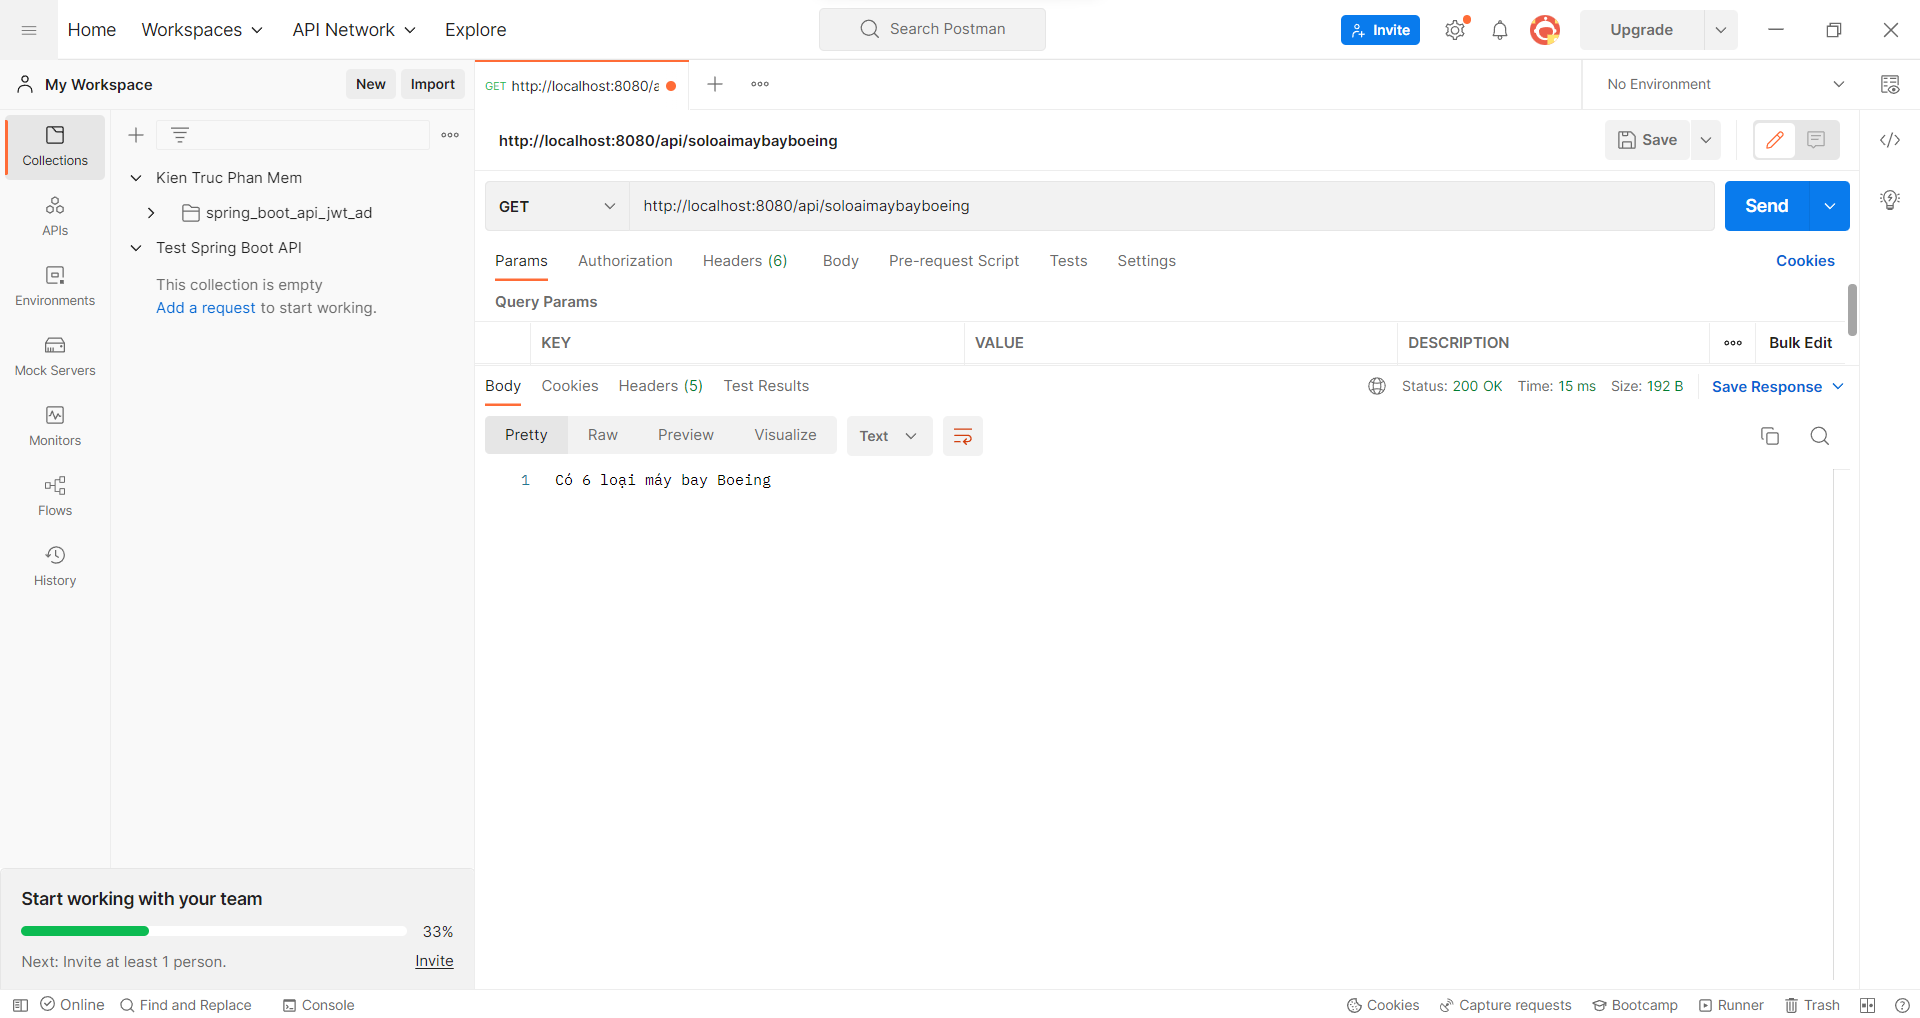 Home Workspaces API Network Explore Search Postman Invite Upgrade
My Workspace New Import GET http://localhost:8080/a No Environment
Collections
APIs
Environments
Mock Servers
Monitors
Flows
History
Kien Truc Phan Mem
spring_boot_api_jwt_ad
Test Spring Boot API
This collection is empty
Add a request to start working.
Start working with your team
33%
Next: Invite at least 1 person. Invite
http://localhost:8080/api/soloaimaybayboeing Save
GET http://localhost:8080/api/soloaimaybayboeing Send
Params Authorization Headers (6) Body Pre-request Script Tests Settings Cookies
Query Params
KEY VALUE DESCRIPTION Bulk Edit
Body Cookies Headers (5) Test Results Status: 200 OK Time: 15 ms Size: 192 B Save Response
Pretty Raw Preview Visualize Text
1 Có 6 loại máy bay Boeing
Online Find and Replace Console Cookies Capture requests Bootcamp Runner Trash